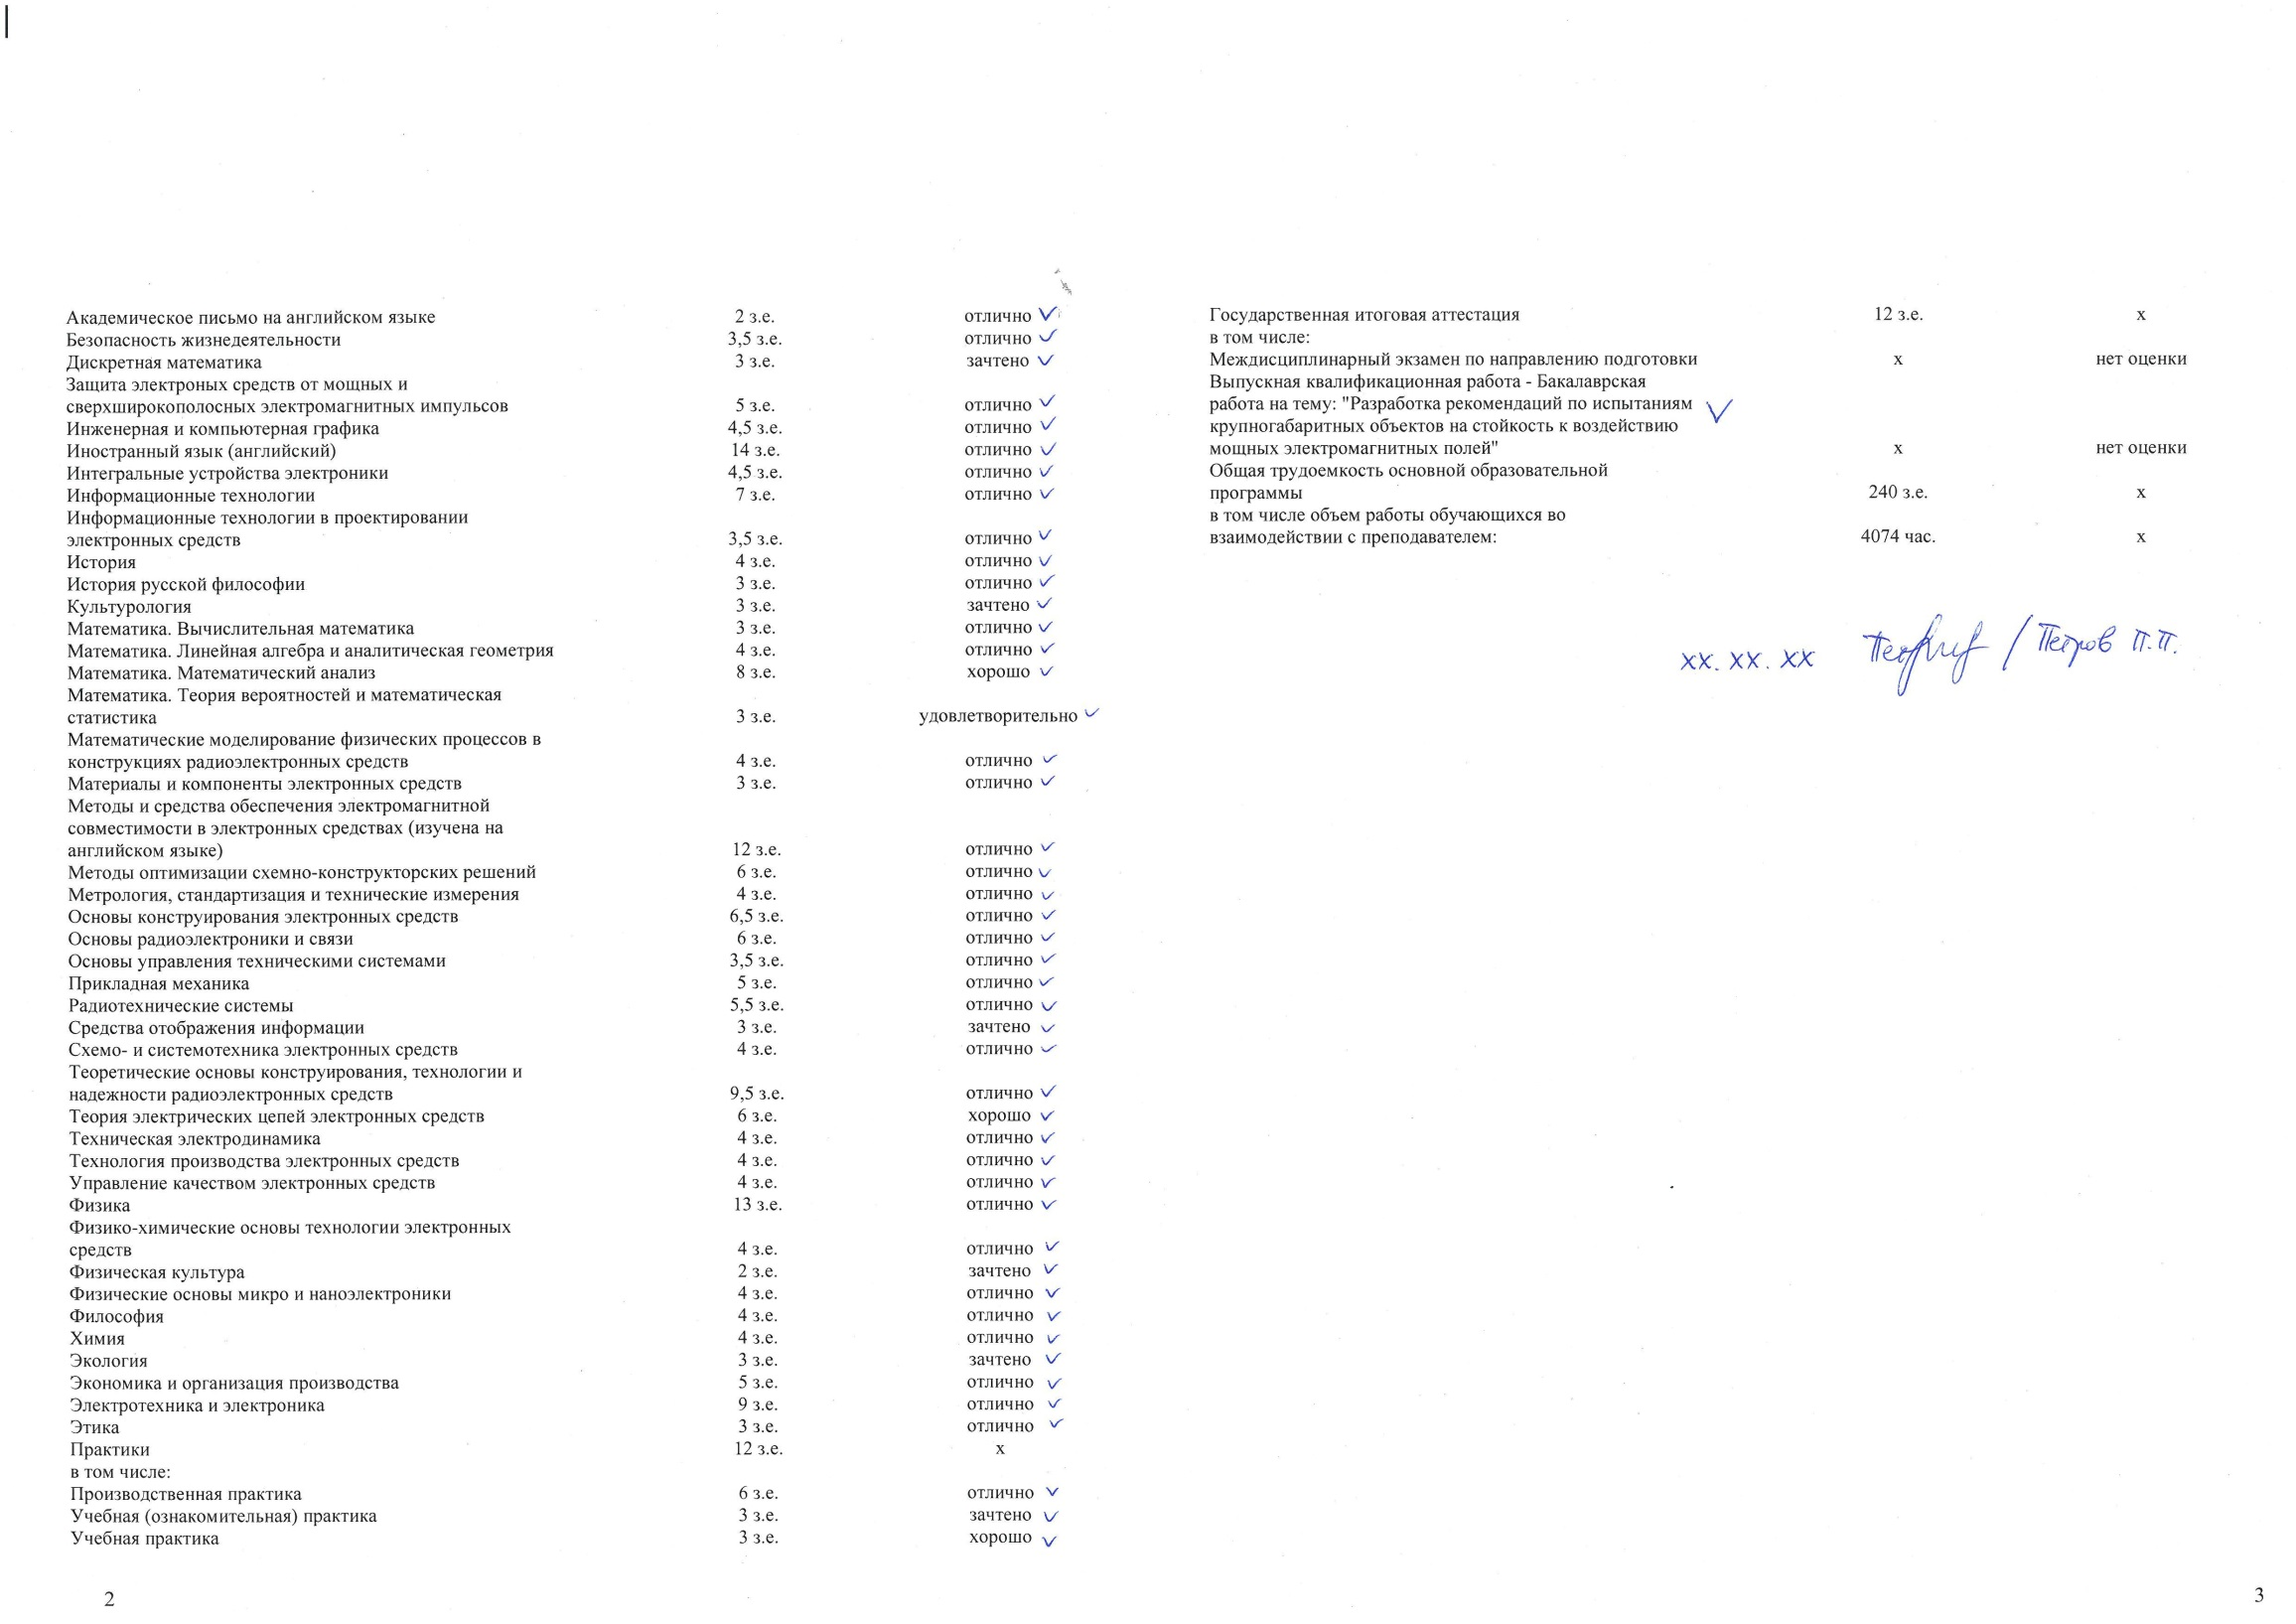 Академическое письмо на английском языке 2 з.е. отлично
Безопасность жизнедеятельности 3,5 з.е. отлично
Дискретная математика 3 з.е. зачтено
Защита электроных средств от мощных и
сверхширокополосных электромагнитных импульсов 5 з.е. отлично
Инженерная и компьютерная графика 4,5 з.е. отлично
Иностранный язык (английский) 14 з.е. отлично
Интегральные устройства электроники 4,5 з.е. отлично
Информационные технологии 7 з.е. отлично
Информационные технологии в проектировании
электронных средств 3,5 з.е. отлично
История 4 з.е. отлично
История русской философии 3 з.е. отлично
Культурология 3 з.е. зачтено
Математика. Вычислительная математика 3 з.е. отлично
Математика. Линейная алгебра и аналитическая геометрия 4 з.е. отлично
Математика. Математический анализ 8 з.е. хорошо
Математика. Теория вероятностей и математическая
статистика 3 з.е. удовлетворительно
Математические моделирование физических процессов в
конструкциях радиоэлектронных средств 4 з.е. отлично
Материалы и компоненты электронных средств 3 з.е. отлично
Методы и средства обеспечения электромагнитной
совместимости в электронных средствах (изучена на
английском языке) 12 з.е. отлично
Методы оптимизации схемно-конструкторских решений 6 з.е. отлично
Метрология, стандартизация и технические измерения 4 з.е. отлично
Основы конструирования электронных средств 6,5 з.е. отлично
Основы радиоэлектроники и связи 6 з.е. отлично
Основы управления техническими системами 3,5 з.е. отлично
Прикладная механика 5 з.е. отлично
Радиотехнические системы 5,5 з.е. отлично
Средства отображения информации 3 з.е. зачтено
Схемо- и системотехника электронных средств 4 з.е. отлично
Теоретические основы конструирования, технологии и
надежности радиоэлектронных средств 9,5 з.е. отлично
Теория электрических цепей электронных средств 6 з.е. хорошо
Техническая электродинамика 4 з.е. отлично
Технология производства электронных средств 4 з.е. отлично
Управление качеством электронных средств 4 з.е. отлично
Физика 13 з.е. отлично
Физико-химические основы технологии электронных
средств 4 з.е. отлично
Физическая культура 2 з.е. зачтено
Физические основы микро и наноэлектроники 4 з.е. отлично
Философия 4 з.е. отлично
Химия 4 з.е. отлично
Экология 3 з.е. зачтено
Экономика и организация производства 5 з.е. отлично
Электротехника и электроника 9 з.е. отлично
Этика 3 з.е. отлично
Практики 12 з.е. х
в том числе:
Производственная практика 6 з.е. отлично
Учебная (ознакомительная) практика 3 з.е. зачтено
Учебная практика 3 з.е. хорошо
2
Государственная итоговая аттестация 12 з.е. х
в том числе:
Междисциплинарный экзамен по направлению подготовки х нет оценки
Выпускная квалификационная работа - Бакалаврская
работа на тему: "Разработка рекомендаций по испытаниям
крупногабаритных объектов на стойкость к воздействию
мощных электромагнитных полей" х нет оценки
Общая трудоемкость основной образовательной
программы 240 з.е. х
в том числе объем работы обучающихся во
взаимодействии с преподавателем: 4074 час. х
хх. хх. хх / Петров П.П.
3